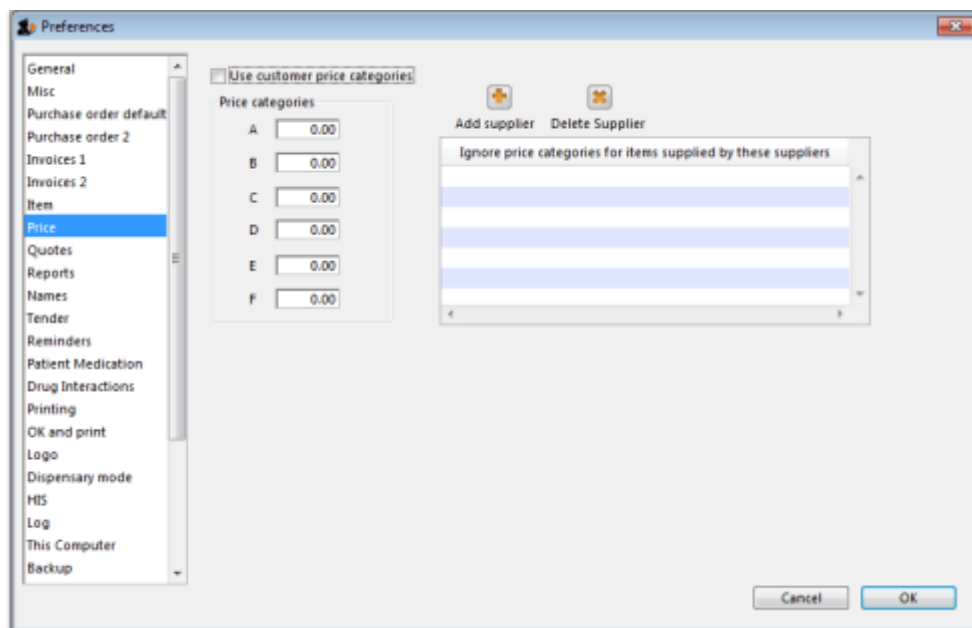 Preferences
General
Misc
Purchase order default
Purchase order 2
Invoices 1
Invoices 2
Item
Price
Quotes
Reports
Names
Tender
Reminders
Patient Medication
Drug Interactions
Printing
OK and print
Logo
Dispensary mode
HIS
Log
This Computer
Backup
Use customer price categories
Price categories
A 0.00
B 0.00
C 0.00
D 0.00
E 0.00
F 0.00
Add supplier Delete Supplier
Ignore price categories for items supplied by these suppliers
Cancel OK